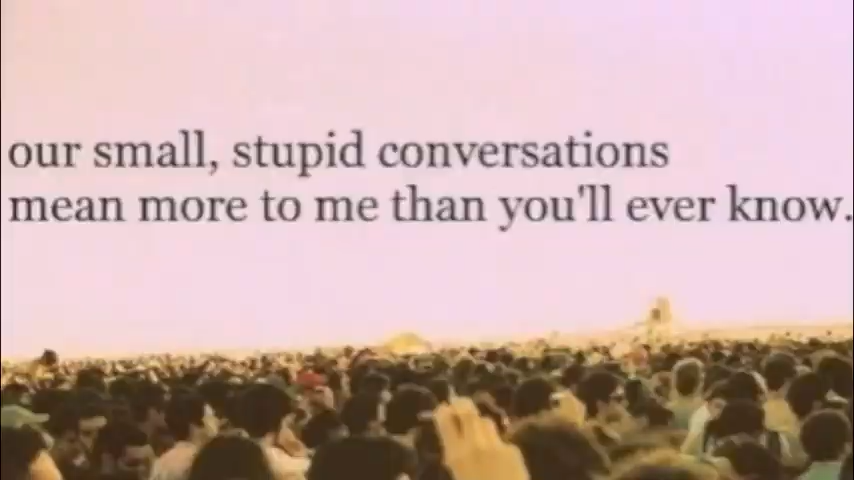 our small, stupid conversations
mean more to me than you'll ever know.